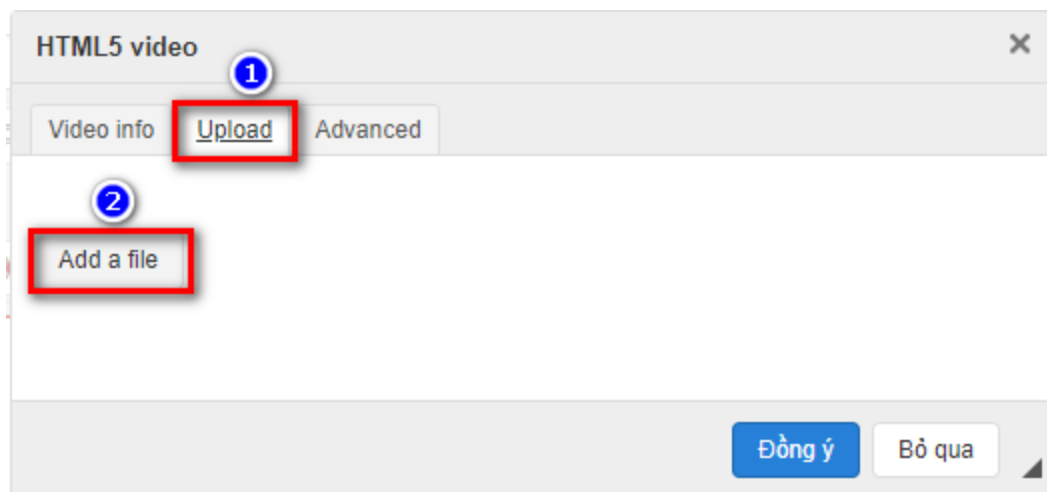 HTML5 video
1
Video info Upload Advanced
2
Add a file
Đồng ý Bỏ qua